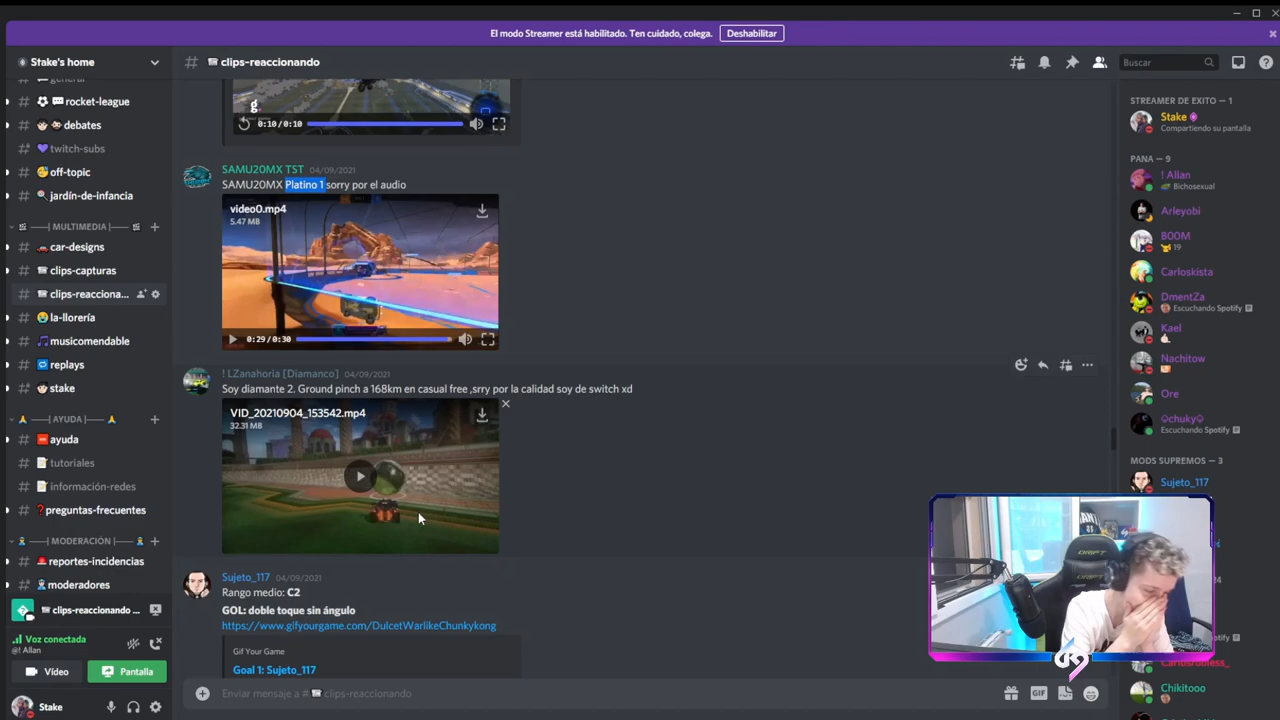 El modo Streamer está habilitado. Ten cuidado, colega.
Deshabilitar
Stake's home
general
rocket-league
debates
twitch-subs
off-topic
jardín-de-infancia
| MULTIMEDIA |
car-designs
clips-capturas
clips-reacciona...
la-llorería
musicomendable
replays
stake
| AYUDA |
ayuda
tutoriales
información-redes
preguntas-frecuentes
| MODERACIÓN |
reportes-incidencias
moderadores
clips-reaccionando ...
Voz conectada
@! Allan
Vídeo
Pantalla
Stake
# clips-reaccionando
g
0:10/0:10
SAMU20MX TST 04/09/2021
SAMU20MX Platino 1 sorry por el audio
video0.mp4
5.47 MB
0:29/0:30
! LZanahoria [Diamanco] 04/09/2021
Soy diamante 2. Ground pinch a 168km en casual free ,srry por la calidad soy de switch xd
VID_20210904_153542.mp4
32.31 MB
Sujeto_117 04/09/2021
Rango medio: C2
GOL: doble toque sin ángulo
https://www.gifyourgame.com/DulcetWarlikeChunkykong
Gif Your Game
Goal 1: Sujeto_117
Enviar mensaje a # clips-reaccionando
GIF
Buscar
STREAMER DE EXITO — 1
Stake
Compartiendo su pantalla
PANA — 9
! Allan
Bichosexual
Arleyobi
B00M
19
Carloskista
DmentZa
Escuchando Spotify
Kael
Nachitow
Ore
chuky
Escuchando Spotify
MODS SUPREMOS — 3
Sujeto_117
DRIFT
Chikitooo